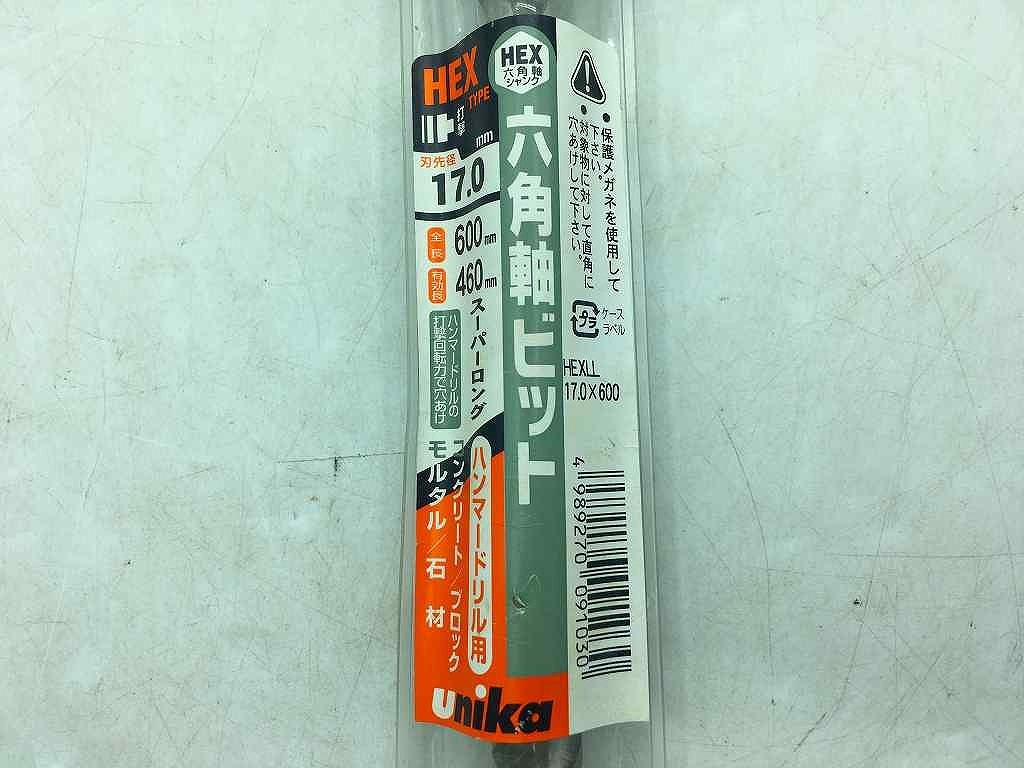 HEX
TYPE
打撃
mm
刃先径
17.0
全長
600mm
有効長
460mm
スーパーロング
ハンマードリルの
打撃回転力で穴あけ
ハンマードリル用
コンクリート／ブロック
モルタル／石材
unika
HEX
六角軸
シャンク
六角軸ビット
●保護メガネを使用して
下さい。
●対象物に対して直角に
穴あけして下さい。
プラ
ケース
ラベル
HEXLL
17.0×600
4 989270 091030